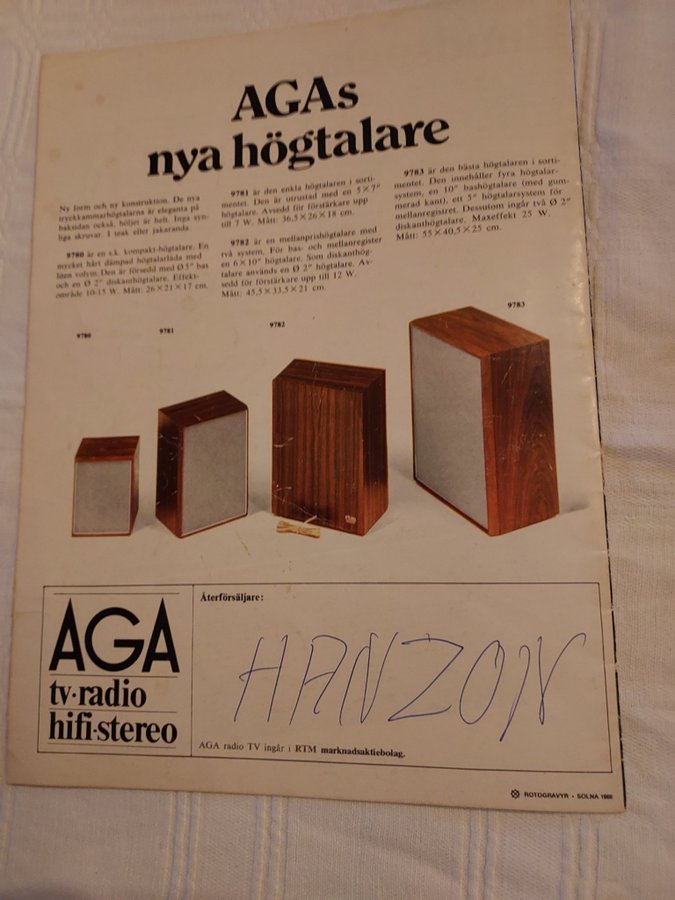 AGAs
nya högtalare
Ny form och ny konstruktion. De nya
tryckkammarhögtalarna är eleganta på
baksidan också, höljet är helt. Inga syn-
liga skruvar. I teak eller jakaranda.
9780 är en s.k. kompakt-högtalare. En
mycket hårt dämpad högtalarlåda med
liten volym. Den är försedd med Ø 5" bas
och en Ø 2" diskanthögtalare. Effekt-
område 10-15 W. Mått: 26×21×17 cm.
9781 är den enkla högtalaren i sorti-
mentet. Den är utrustad med en 5×7"
högtalare. Avsedd för förstärkare upp
till 7 W. Mått: 36,5×26×18 cm.
9782 är en mellanprishögtalare med
två system. För bas- och mellanregister
en 6×10" högtalare. Som diskanthög-
talare används en Ø 2" högtalare. Av-
sedd för förstärkare upp till 12 W.
Mått: 45,5×33,5×21 cm.
9783 är den bästa högtalaren i sorti-
mentet. Den innehåller fyra högtalar-
system, en 10" bashögtalare (med gum-
merad kant), ett 5" högtalarsystem för
mellanregistret. Dessutom ingår två Ø 2"
diskanthögtalare. Maxeffekt 25 W.
Mått: 55×40,5×25 cm.
9780
9781
9782
9783
AGA
tv·radio
hifi·stereo
Återförsäljare:
HANZON
AGA radio TV ingår i RTM marknadsaktiebolag.
ROTOGRAVYR · SOLNA